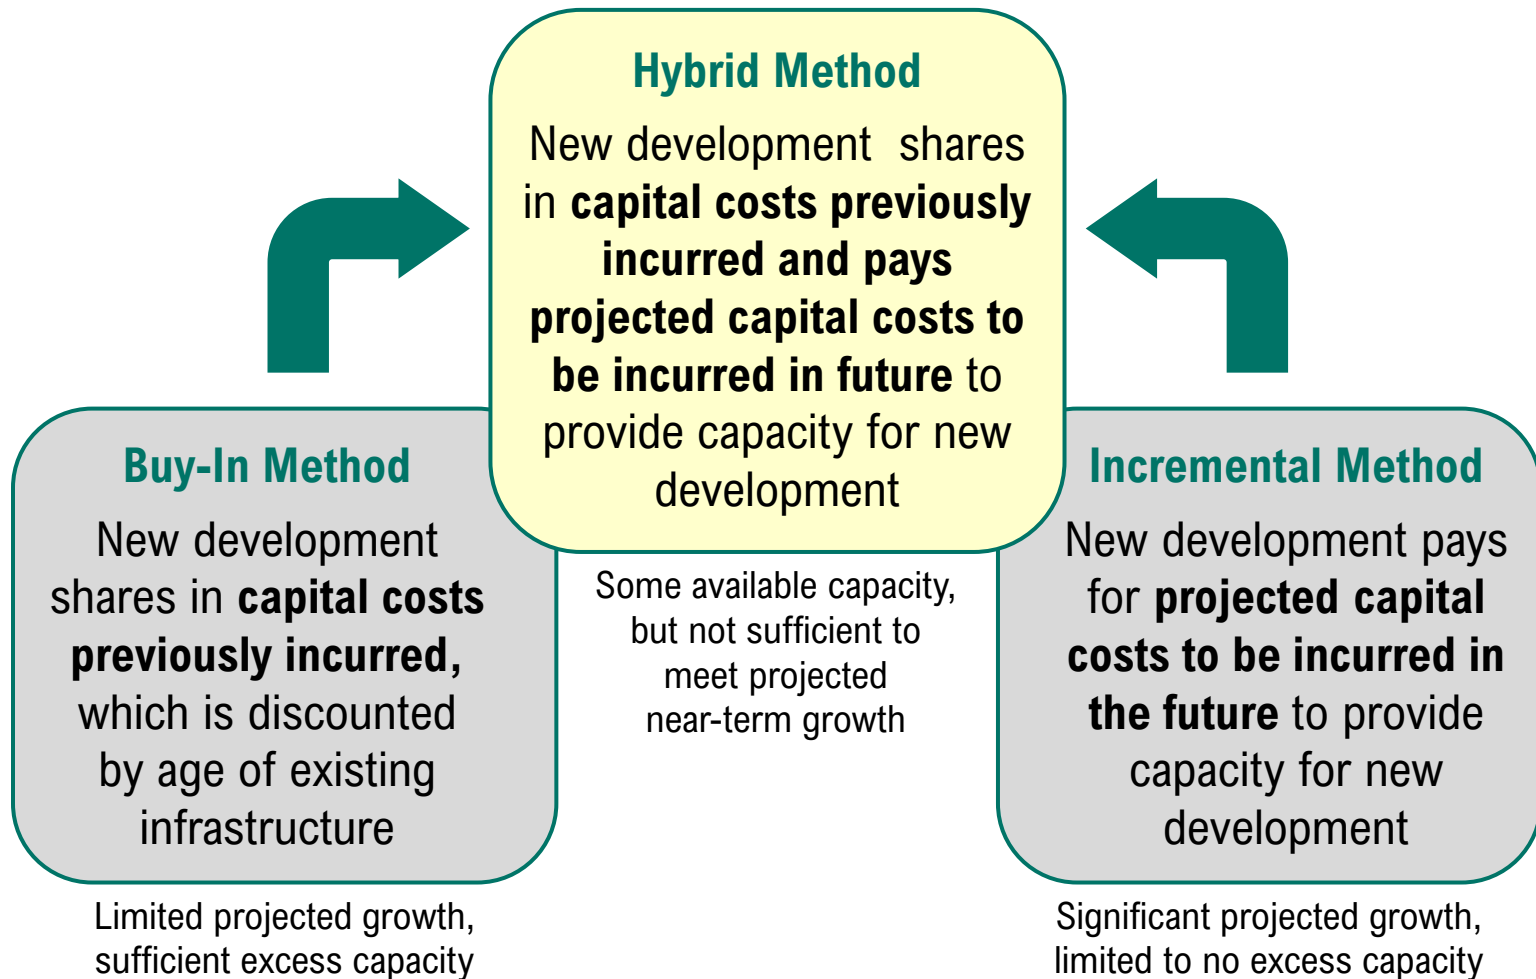 Hybrid Method
New development shares
in capital costs previously
incurred and pays
projected capital costs to
be incurred in future to
provide capacity for new
development
Some available capacity,
but not sufficient to
meet projected
near-term growth
Buy-In Method
New development
shares in capital costs
previously incurred,
which is discounted
by age of existing
infrastructure
Limited projected growth,
sufficient excess capacity
Incremental Method
New development pays
for projected capital
costs to be incurred in
the future to provide
capacity for new
development
Significant projected growth,
limited to no excess capacity